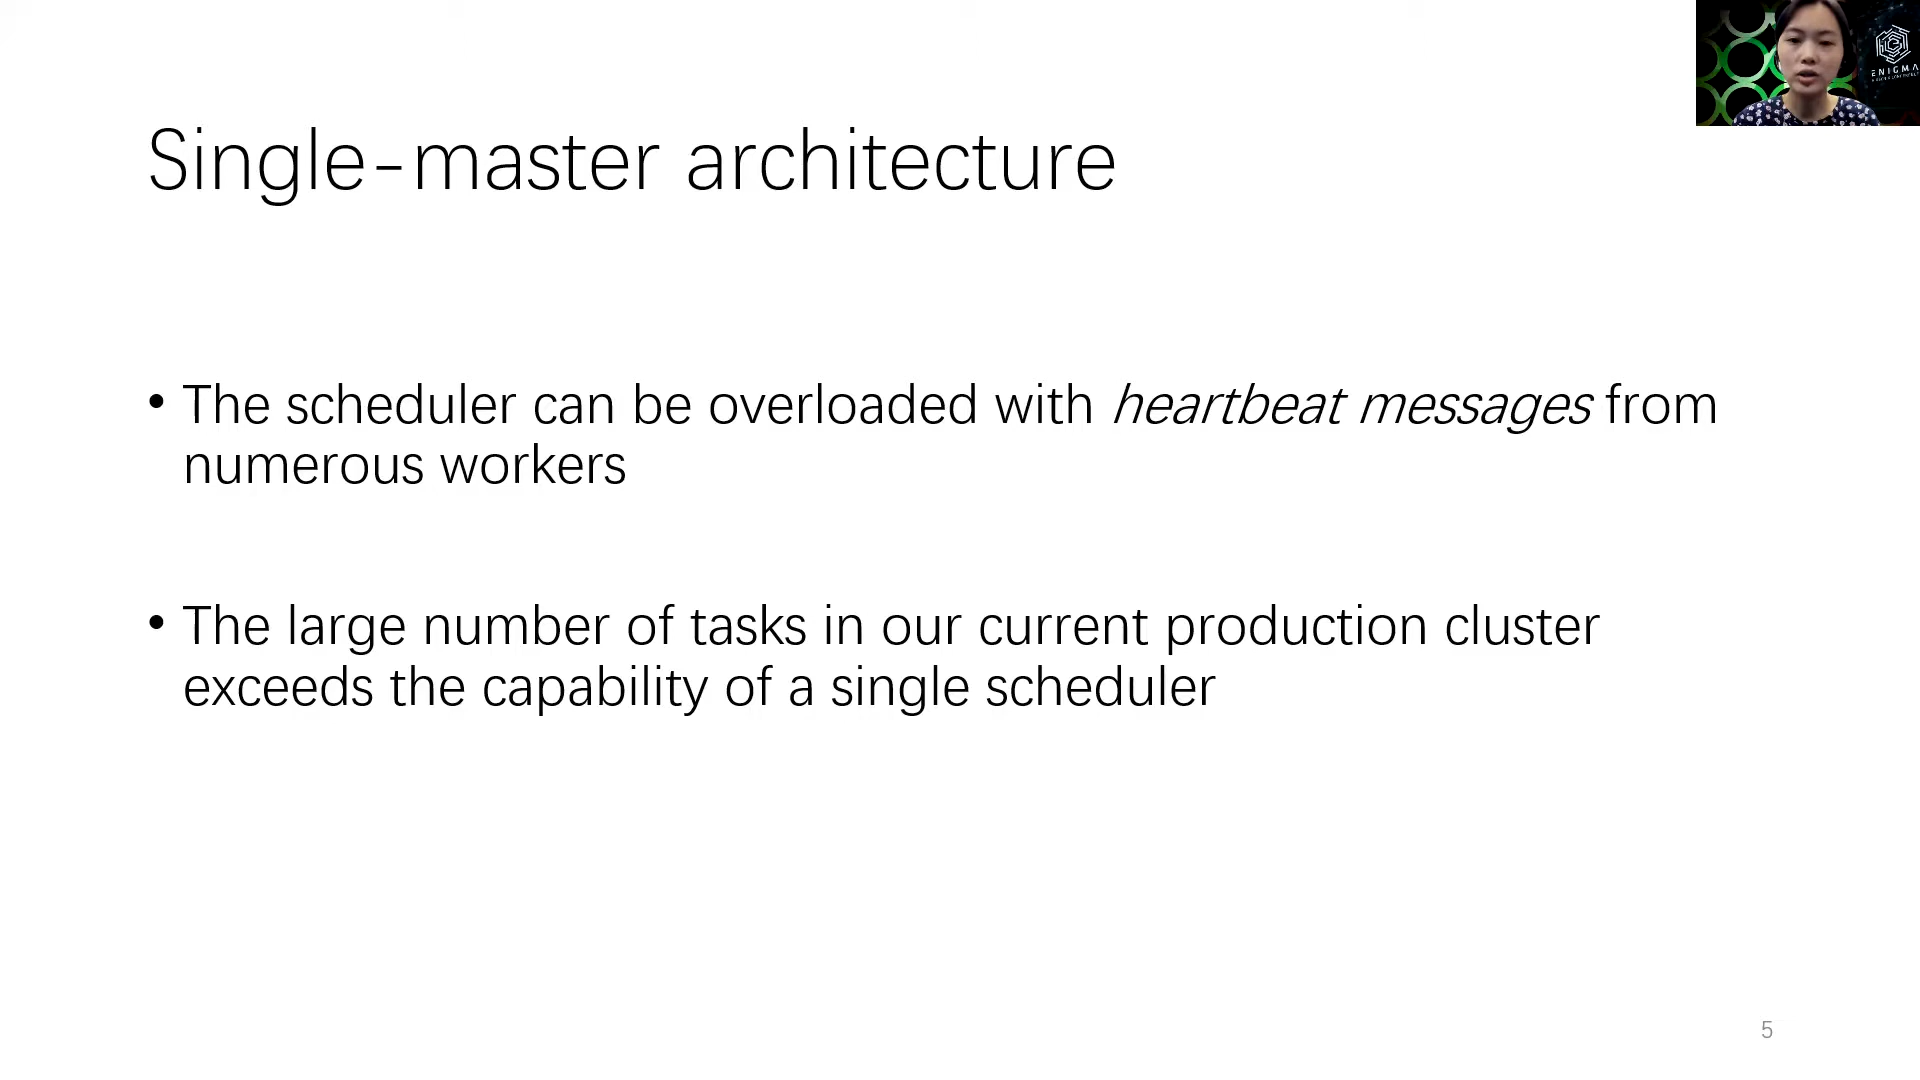 ENIGMA
Single-master architecture
• The scheduler can be overloaded with heartbeat messages from
numerous workers
• The large number of tasks in our current production cluster
exceeds the capability of a single scheduler
5